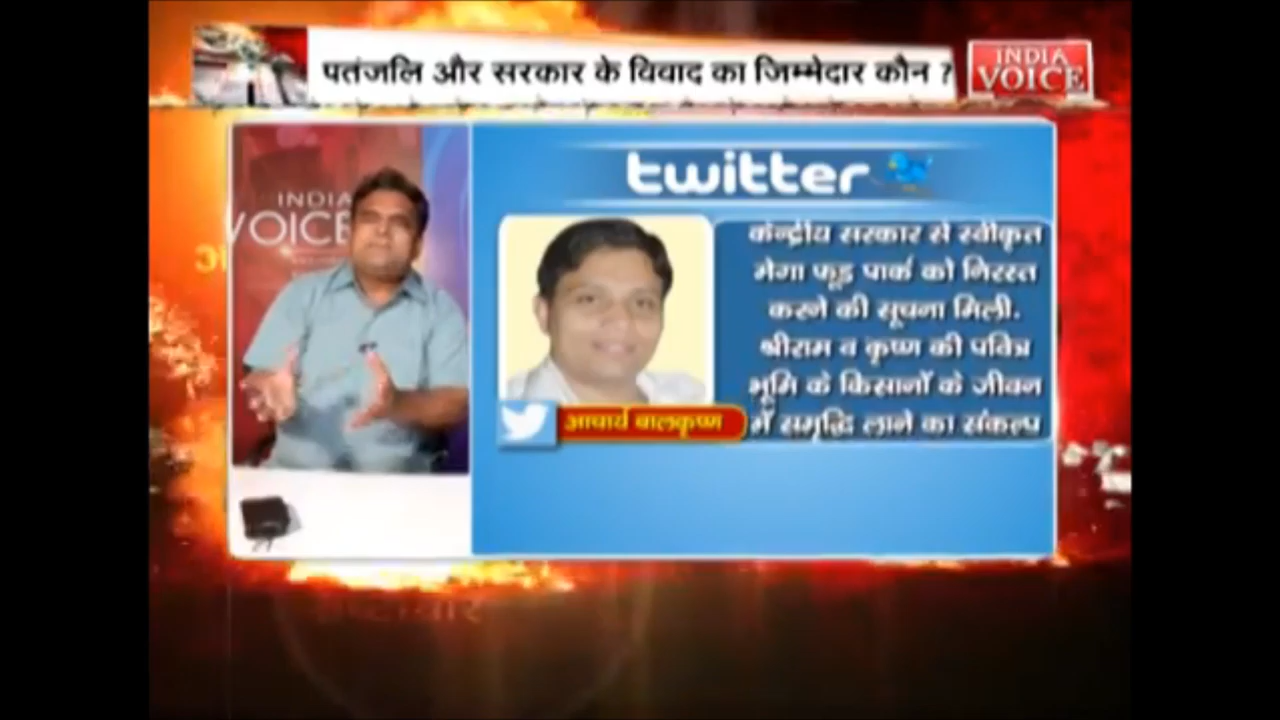 पतंजलि और सरकार के विवाद का जिम्मेदार कौन ?
INDIA
VOICE
INDIA
VOICE
twitter
केन्द्रीय सरकार से स्वीकृत
मेगा फूड पार्क को निरस्त
करने की सूचना मिली.
श्रीराम व कृष्ण की पवित्र
भूमि के किसानों के जीवन
में समृद्धि लाने का संकल्प
आचार्य बालकृष्ण